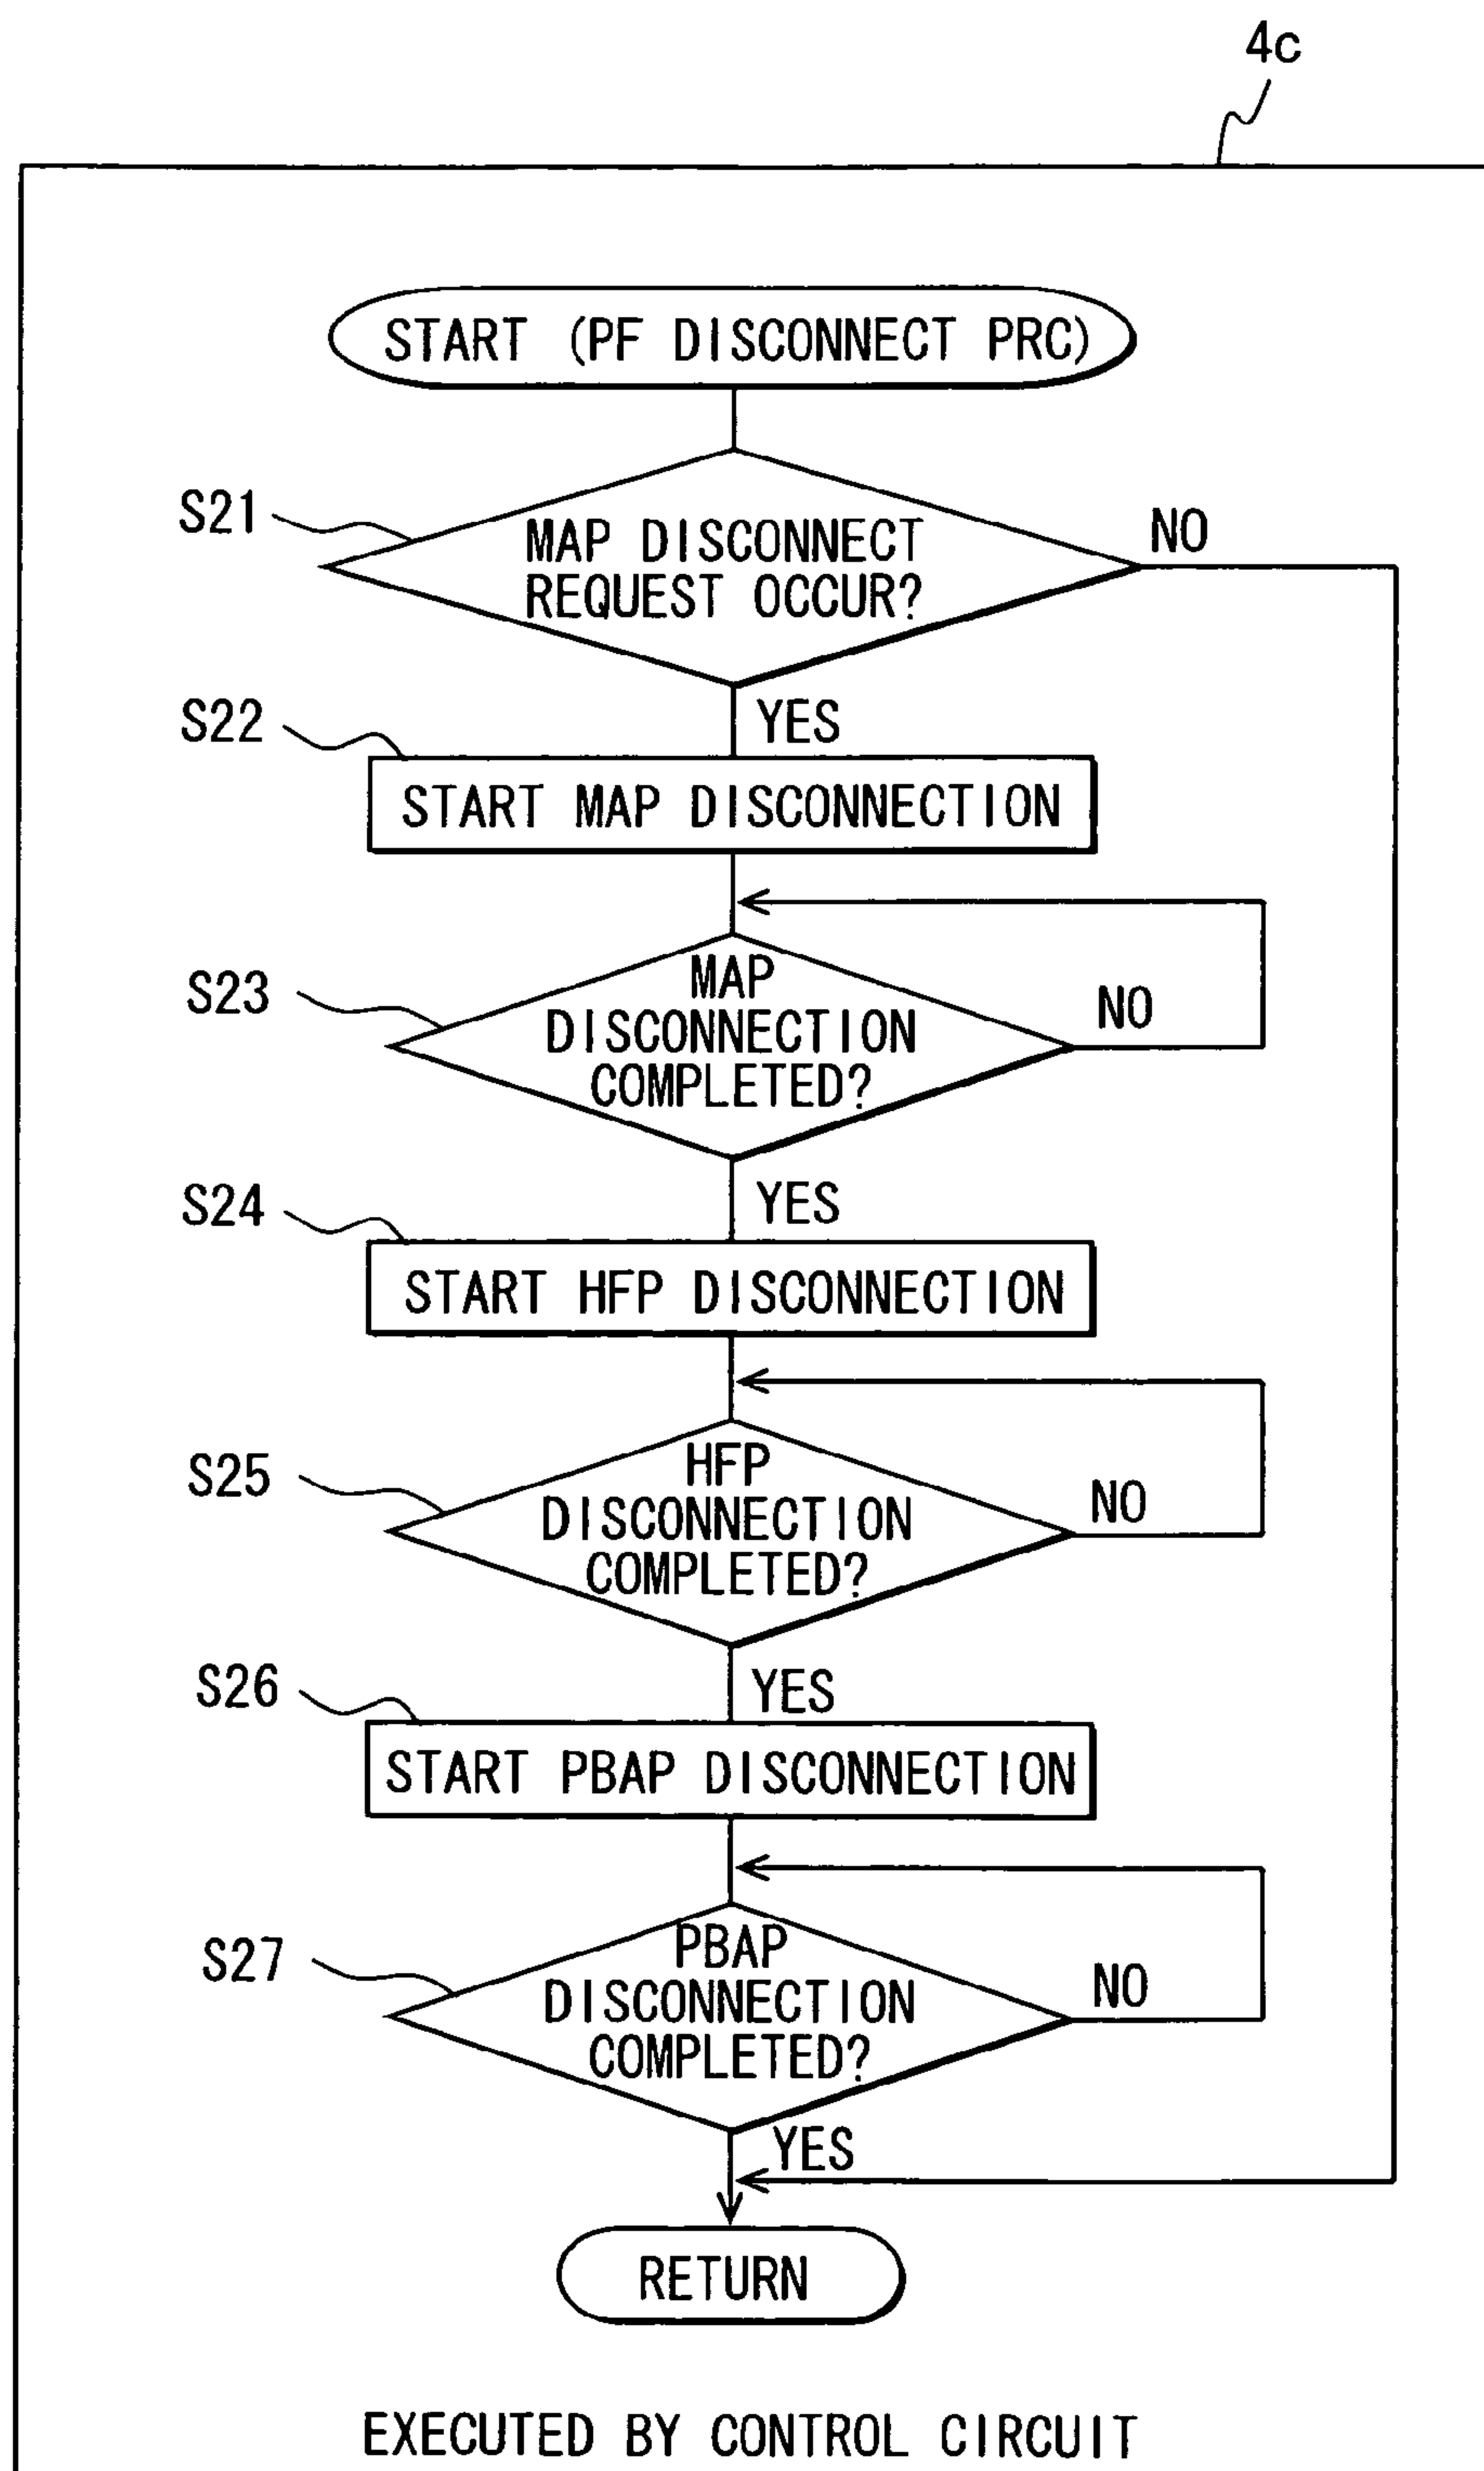 4c
START (PF DISCONNECT PRC)
S21
MAP DISCONNECT
REQUEST OCCUR?
NO
YES
S22
START MAP DISCONNECTION
S23
MAP
DISCONNECTION
COMPLETED?
NO
YES
S24
START HFP DISCONNECTION
S25
HFP
DISCONNECTION
COMPLETED?
NO
YES
S26
START PBAP DISCONNECTION
S27
PBAP
DISCONNECTION
COMPLETED?
NO
YES
RETURN
EXECUTED BY CONTROL CIRCUIT